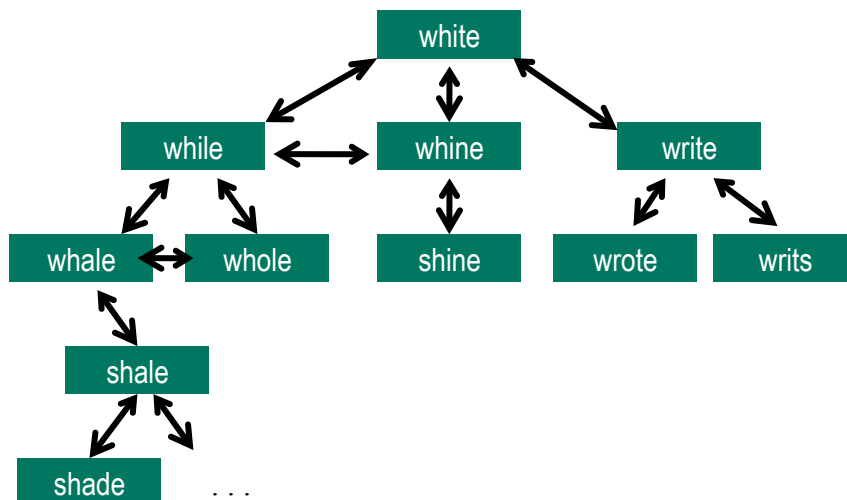 white
while
whine
write
whale
whole
shine
wrote
writs
shale
shade
. . .